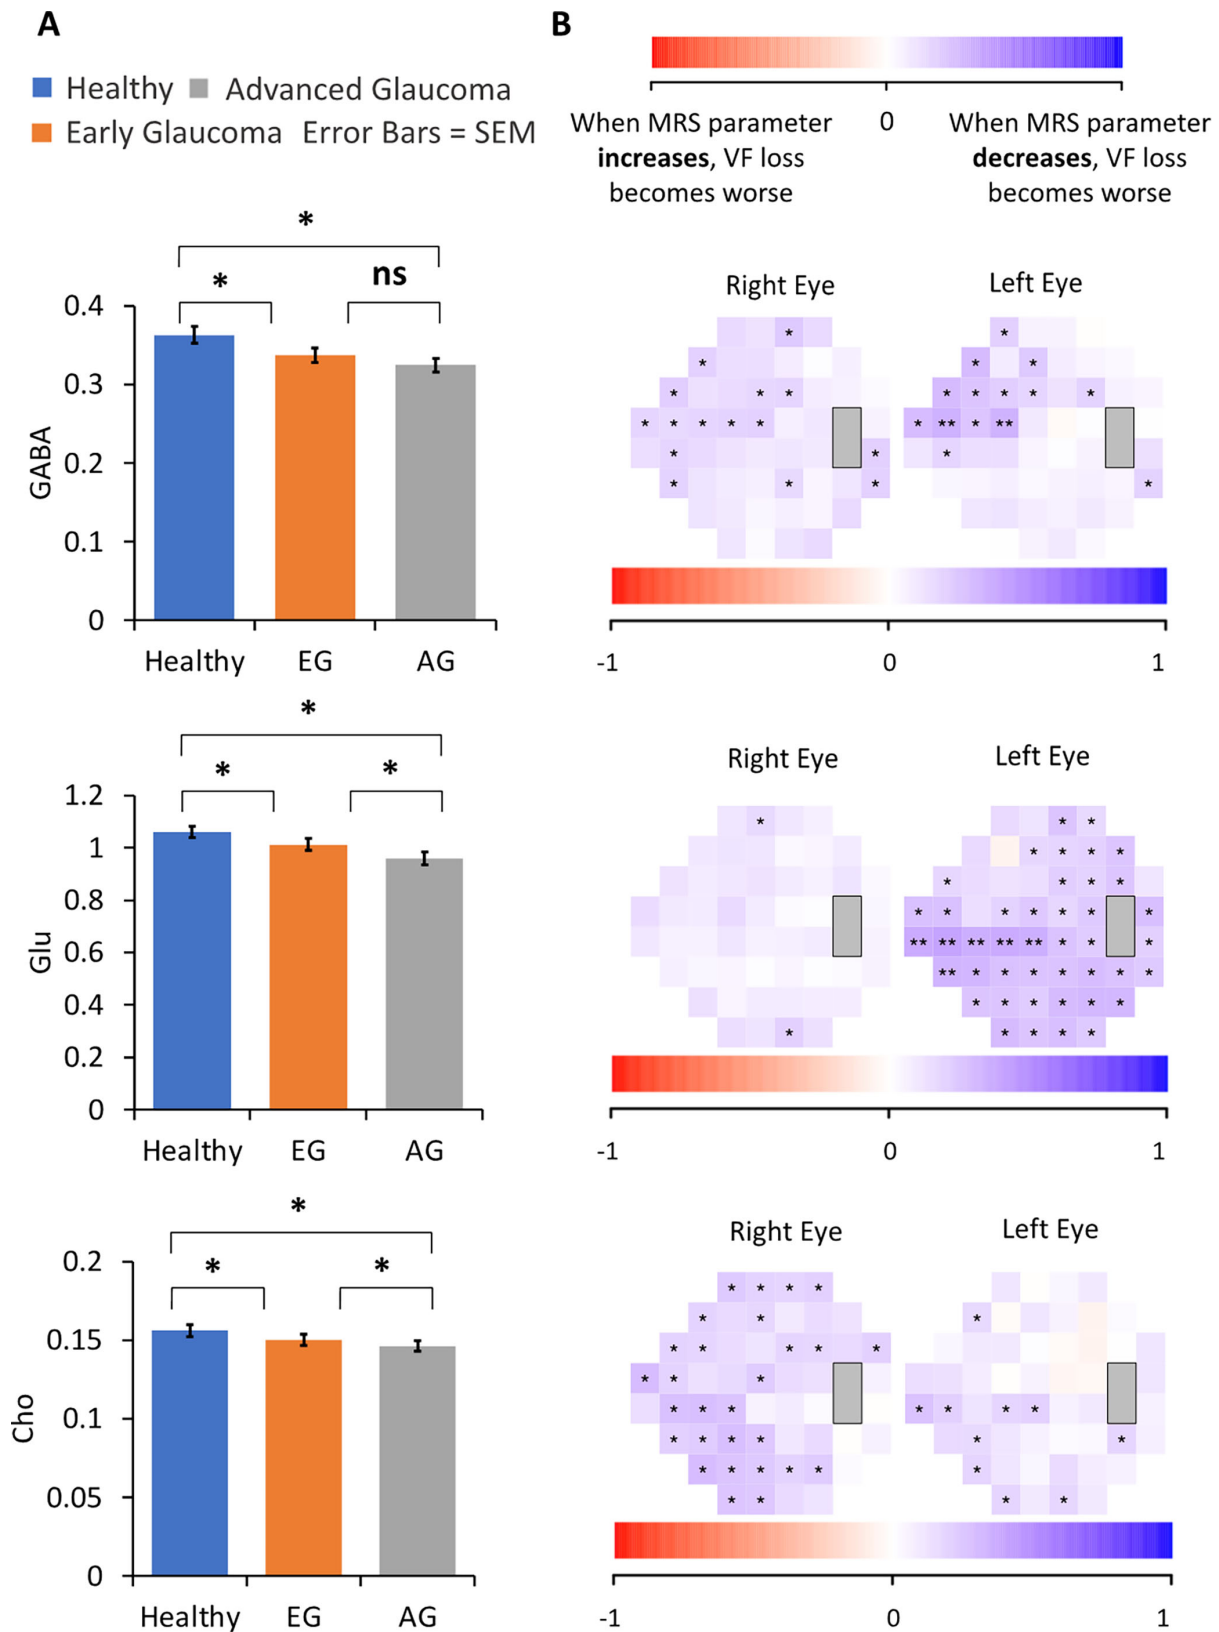 A
Healthy
Advanced Glaucoma
Early Glaucoma
Error Bars = SEM
*
*
ns
0.4
0.3
0.2
0.1
0
GABA
Healthy
EG
AG
*
*
*
1.2
1
0.8
0.6
0.4
0.2
0
Glu
Healthy
EG
AG
*
*
*
0.2
0.15
0.1
0.05
0
Cho
Healthy
EG
AG
B
When MRS parameter
increases, VF loss
becomes worse
0
When MRS parameter
decreases, VF loss
becomes worse
Right Eye
Left Eye
* *
* * *
* * * * * * * *
* * * * * * ** * **
* * *
* * * *
-1
0
1
Right Eye
Left Eye
* * *
* * * *
* * * *
* * * * * * *
** ** ** ** ** * * *
** * * * * * * *
* * * * * *
* * * * *
-1
0
1
Right Eye
Left Eye
* * * *
* * *
* * * * *
* * *
* * * * * * *
* * * * * *
* * * * * *
* * * *
-1
0
1